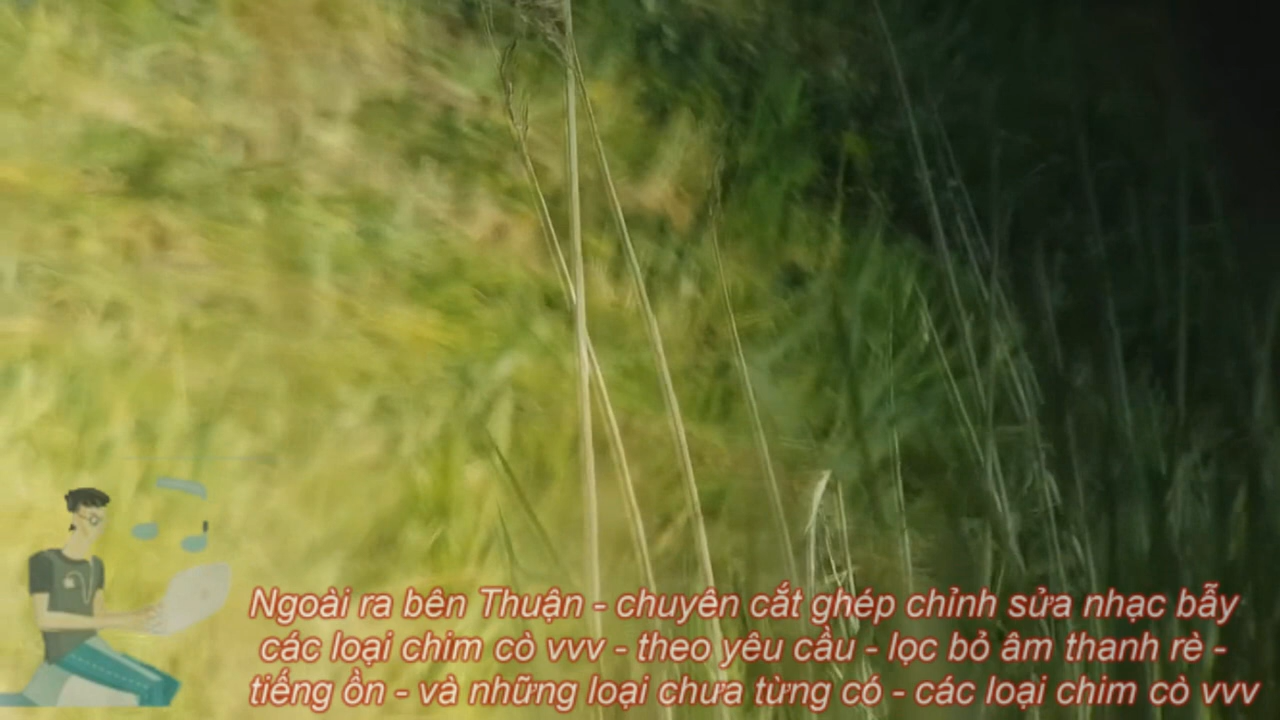 Ngoài ra bên Thuận - chuyên cắt ghép chỉnh sửa nhạc bẫy
các loại chim cò vvv - theo yêu cầu - lọc bỏ âm thanh rè -
tiếng ồn - và những loại chưa từng có - các loại chim cò vvv